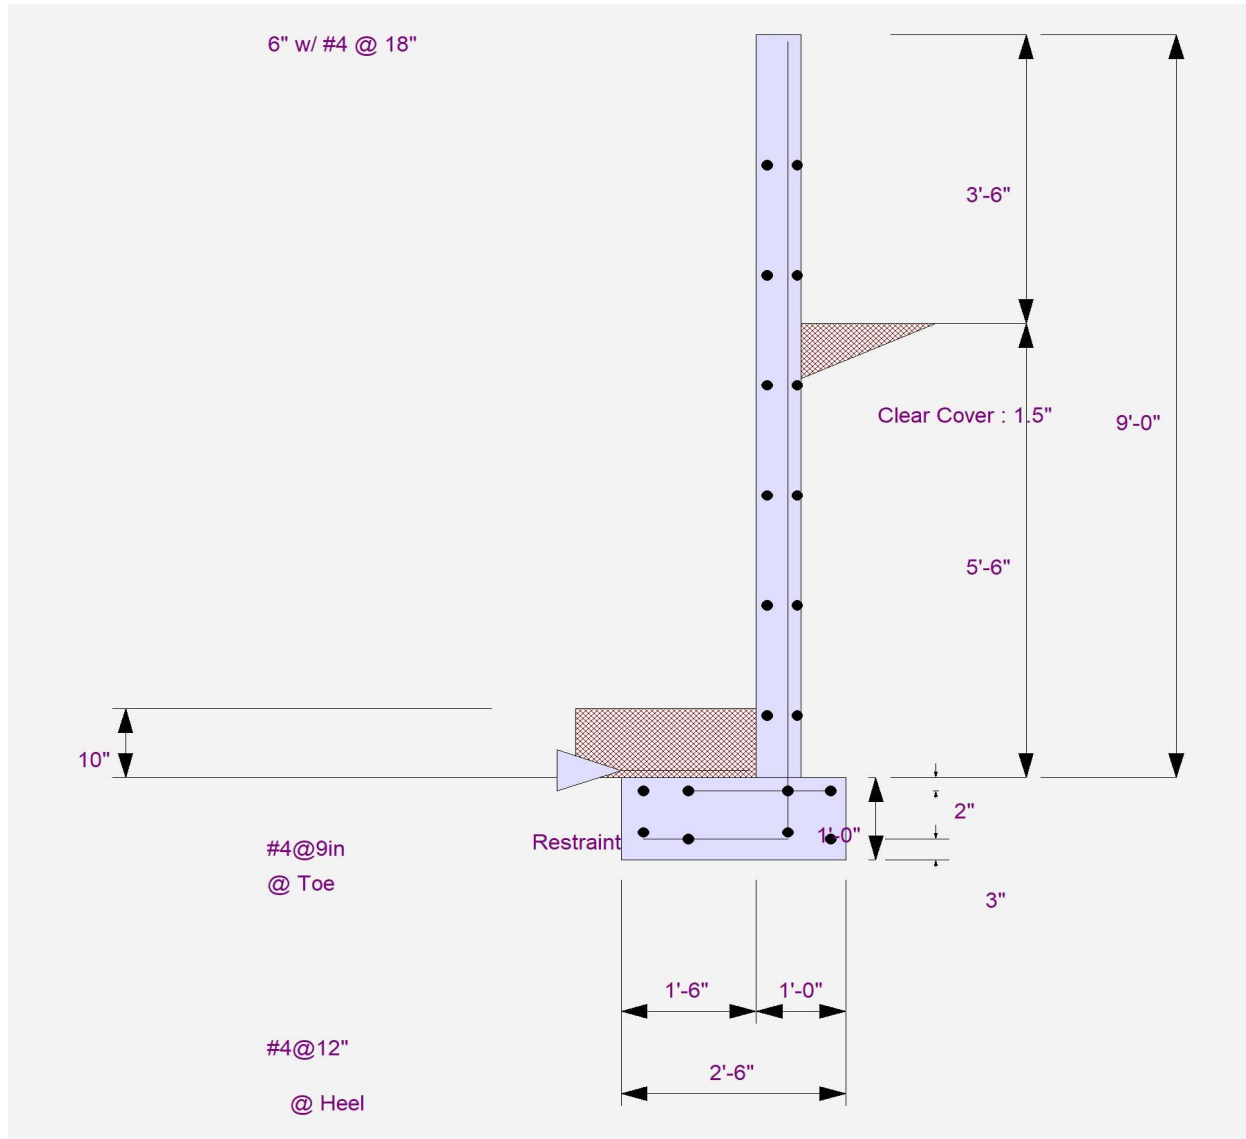 6" w/ #4 @ 18"
3'-6"
Clear Cover : 1.5"
9'-0"
5'-6"
10"
2"
1'-0"
Restraint
#4@9in
@ Toe
3"
1'-6"
1'-0"
#4@12"
2'-6"
@ Heel